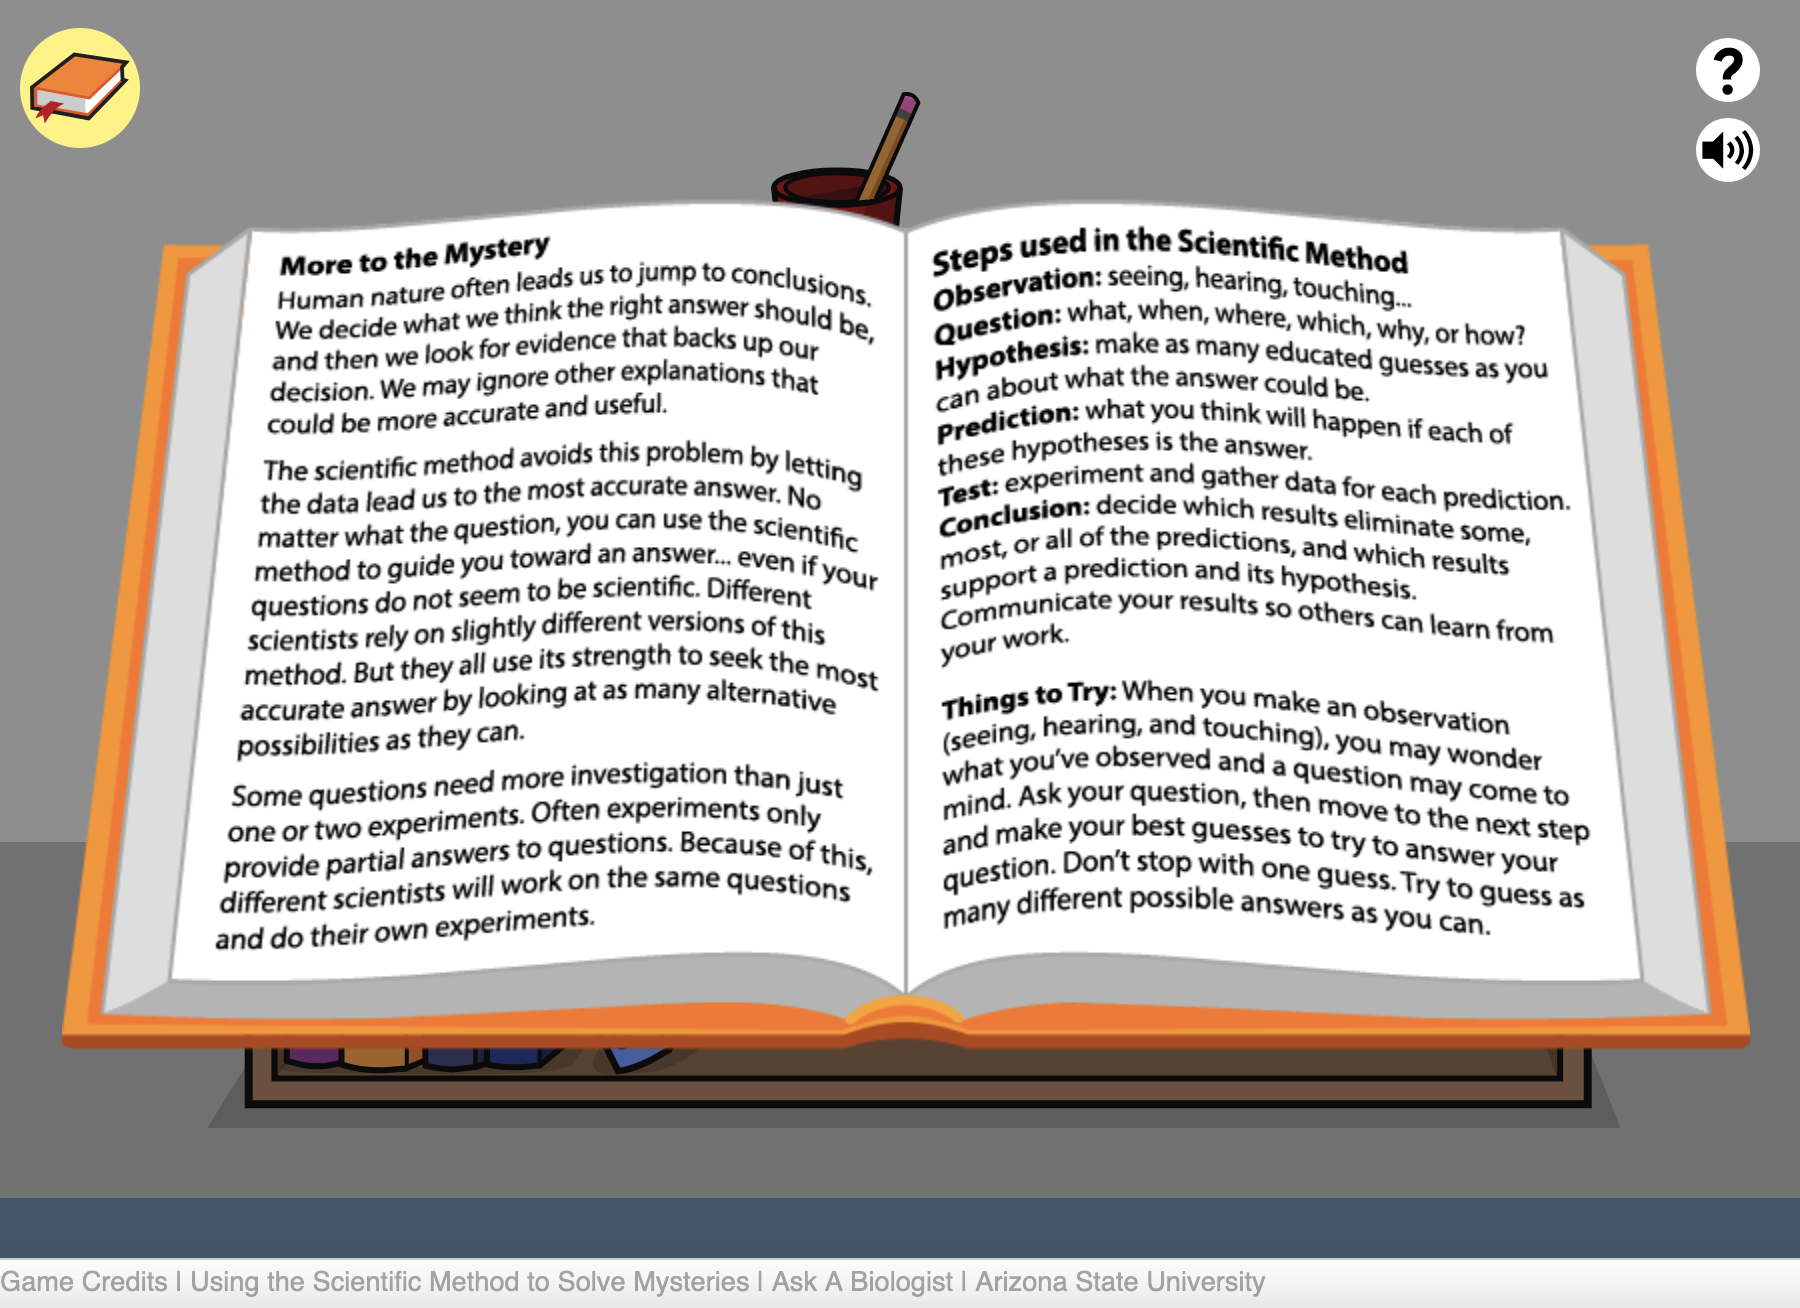 ?
More to the Mystery
Human nature often leads us to jump to conclusions.
We decide what we think the right answer should be,
and then we look for evidence that backs up our
decision. We may ignore other explanations that
could be more accurate and useful.
The scientific method avoids this problem by letting
the data lead us to the most accurate answer. No
matter what the question, you can use the scientific
method to guide you toward an answer... even if your
questions do not seem to be scientific. Different
scientists rely on slightly different versions of this
method. But they all use its strength to seek the most
accurate answer by looking at as many alternative
possibilities as they can.
Some questions need more investigation than just
one or two experiments. Often experiments only
provide partial answers to questions. Because of this,
different scientists will work on the same questions
and do their own experiments.
Steps used in the Scientific Method
Observation: seeing, hearing, touching...
Question: what, when, where, which, why, or how?
Hypothesis: make as many educated guesses as you
can about what the answer could be.
Prediction: what you think will happen if each of
these hypotheses is the answer.
Test: experiment and gather data for each prediction.
Conclusion: decide which results eliminate some,
most, or all of the predictions, and which results
support a prediction and its hypothesis.
Communicate your results so others can learn from
your work.
Things to Try: When you make an observation
(seeing, hearing, and touching), you may wonder
what you've observed and a question may come to
mind. Ask your question, then move to the next step
and make your best guesses to try to answer your
question. Don't stop with one guess. Try to guess as
many different possible answers as you can.
Game Credits | Using the Scientific Method to Solve Mysteries | Ask A Biologist | Arizona State University